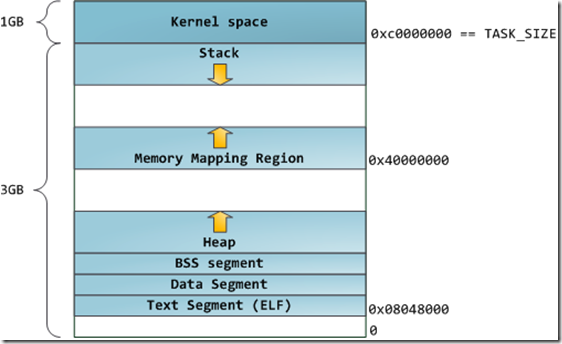 1GB
Kernel space
0xc0000000 == TASK_SIZE
Stack
Memory Mapping Region
0x40000000
3GB
Heap
BSS segment
Data Segment
Text Segment (ELF)
0x08048000
0